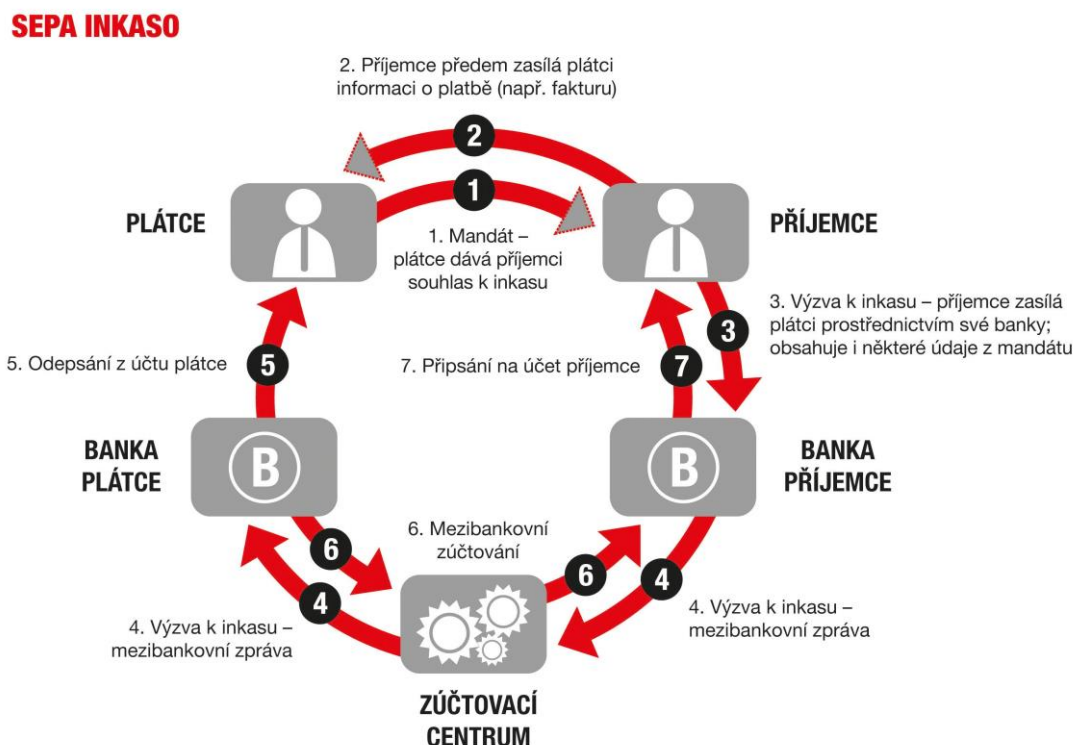 SEPA INKASO
2. Příjemce předem zasílá plátci
informaci o platbě (např. fakturu)
2
1
PLÁTCE
PŘÍJEMCE
1. Mandát –
plátce dává příjemci
souhlas k inkasu
3. Výzva k inkasu – příjemce zasílá
plátci prostřednictvím své banky;
obsahuje i některé údaje z mandátu
3
5. Odepsání z účtu plátce
5
7. Připsání na účet příjemce
7
BANKA
PLÁTCE
B
B
BANKA
PŘÍJEMCE
6. Mezibankovní
zúčtování
6
6
4
4
4. Výzva k inkasu –
mezibankovní zpráva
4. Výzva k inkasu –
mezibankovní zpráva
ZÚČTOVACÍ
CENTRUM